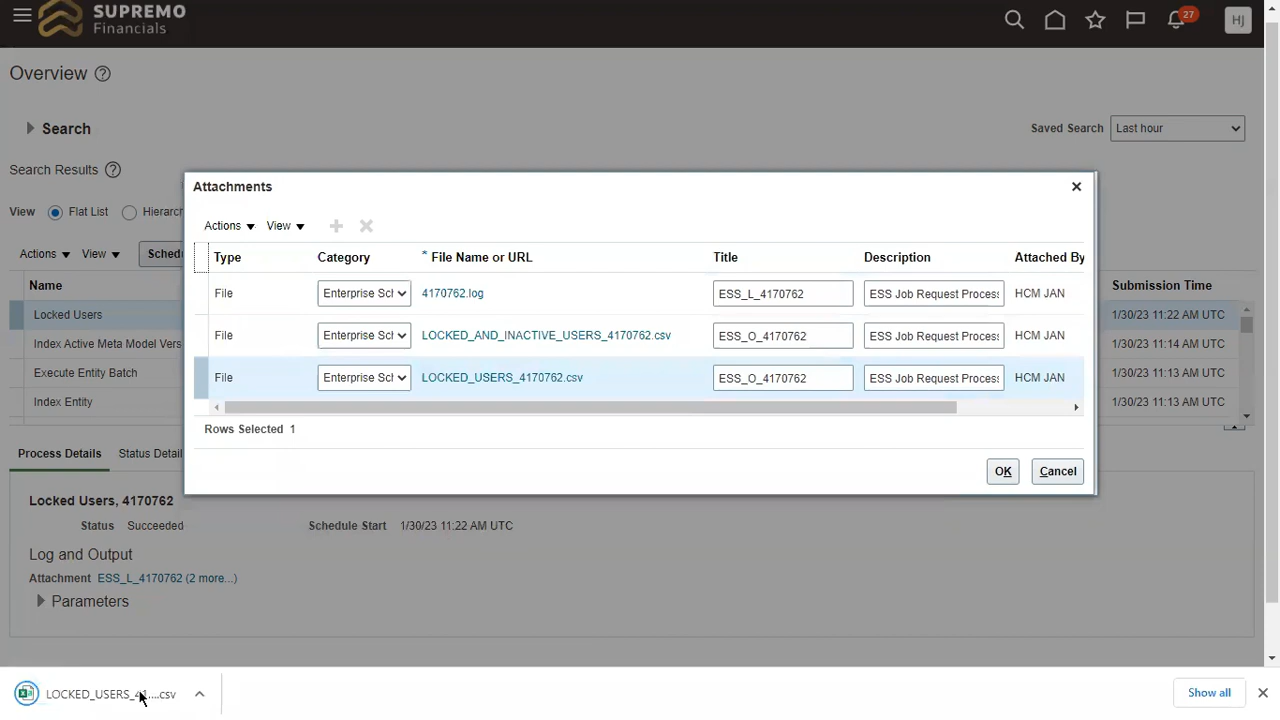 SUPREMO
Financials
27
HJ
Overview
Search
Saved Search Last hour
Search Results
View Flat List Hierarch
Actions View Sched
Name Submission Time
Locked Users 1/30/23 11:22 AM UTC
Index Active Meta Model Vers 1/30/23 11:14 AM UTC
Execute Entity Batch 1/30/23 11:13 AM UTC
Index Entity 1/30/23 11:13 AM UTC
Attachments
Actions View
Type Category * File Name or URL Title Description Attached By
File Enterprise Sch 4170762.log ESS_L_4170762 ESS Job Request Process HCM JAN
File Enterprise Sch LOCKED_AND_INACTIVE_USERS_4170762.csv ESS_O_4170762 ESS Job Request Process HCM JAN
File Enterprise Sch LOCKED_USERS_4170762.csv ESS_O_4170762 ESS Job Request Process HCM JAN
Rows Selected 1
OK Cancel
Process Details Status Detail
Locked Users, 4170762
Status Succeeded Schedule Start 1/30/23 11:22 AM UTC
Log and Output
Attachment ESS_L_4170762 (2 more...)
Parameters
LOCKED_USERS_41....csv Show all